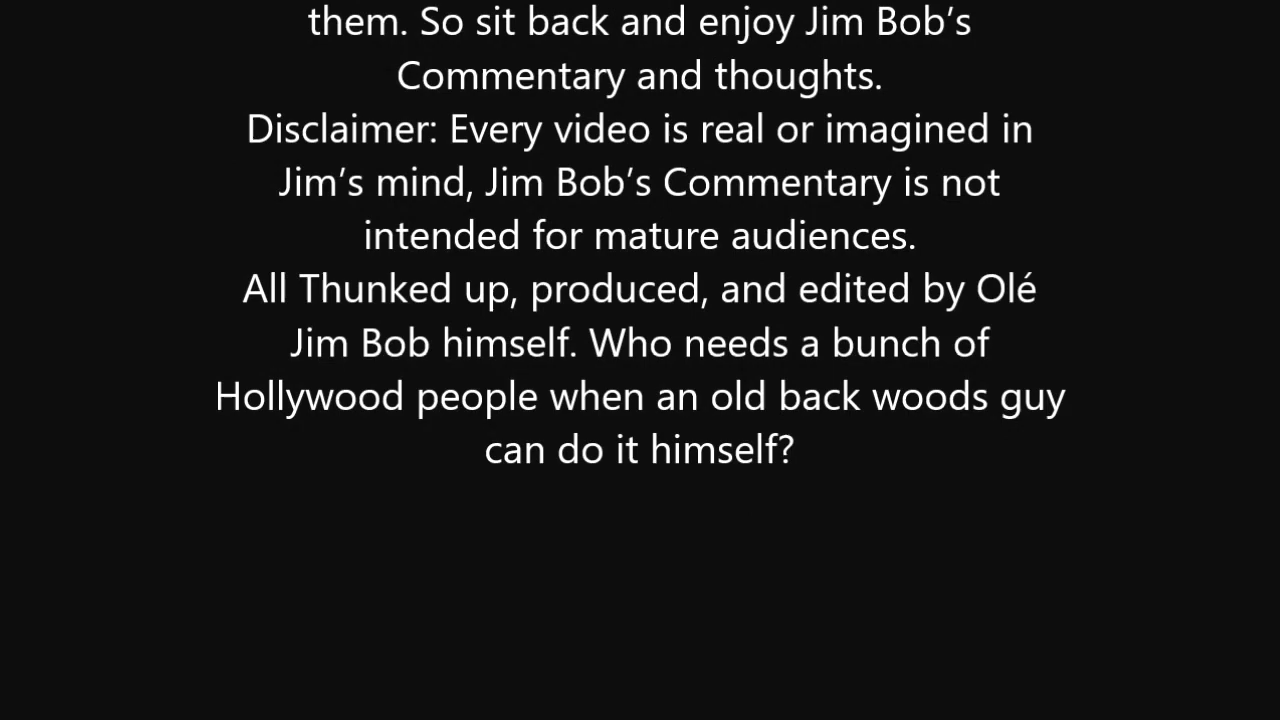 them. So sit back and enjoy Jim Bob’s
Commentary and thoughts.
Disclaimer: Every video is real or imagined in
Jim’s mind, Jim Bob’s Commentary is not
intended for mature audiences.
All Thunked up, produced, and edited by Olé
Jim Bob himself. Who needs a bunch of
Hollywood people when an old back woods guy
can do it himself?